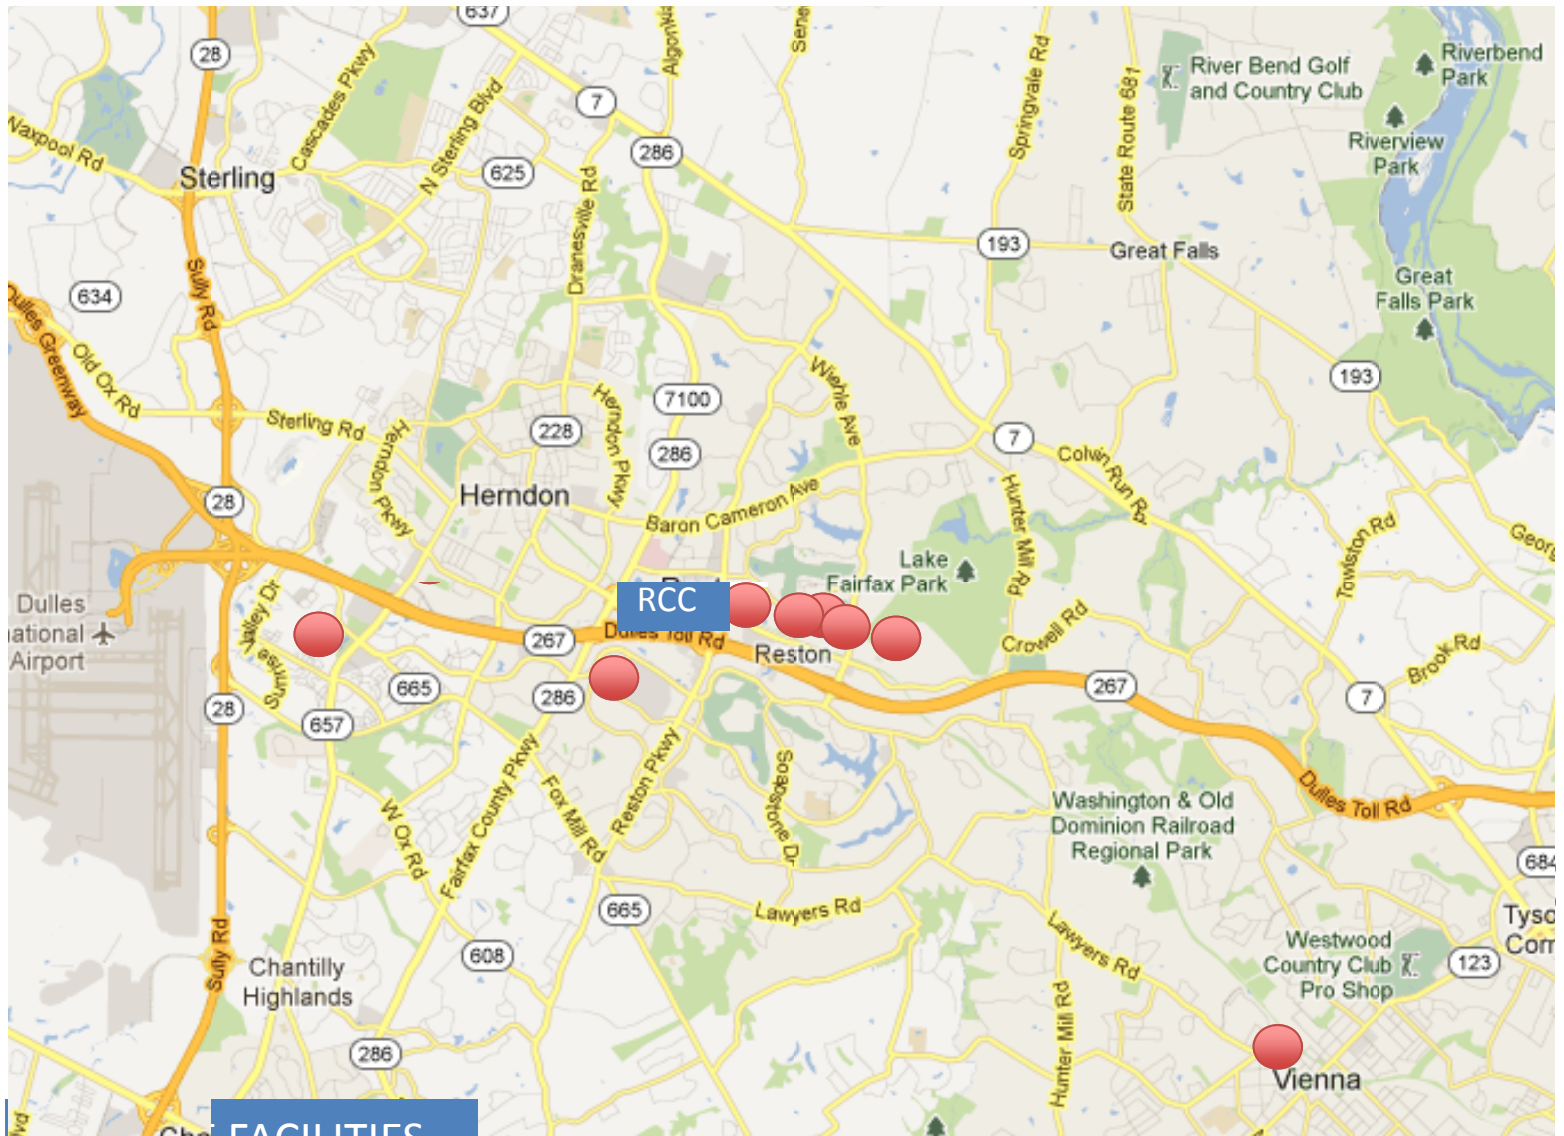 637
28
Cascades Pkwy
N Sterling Blvd
7
286
Springvale Rd
State Route 681
River Bend Golf
and Country Club
Riverbend
Park
Riverview
Park
Waxpool Rd
Sterling
625
Dranesville Rd
193
Great Falls
Great
Falls Park
634
Sully Rd
Dulles Greenway
Old Ox Rd
Sterling Rd
Herndon Pkwy
228
Herndon Pkwy
7100
286
Wiehle Ave
193
7
Colvin Run Rd
28
Herndon
Baron Cameron Ave
Hunter Mill Rd
Towlston Rd
Lake
Fairfax Park
RCC
Dulles
Airport
Valley Dr
Sunrise
267
Dulles Toll Rd
Reston
Crowell Rd
Brook Rd
665
286
267
7
28
657
W Ox Rd
Fairfax County Pkwy
Fox Mill Rd
Reston Pkwy
Soapstone Dr
Washington & Old
Dominion Railroad
Regional Park
Dulles Toll Rd
684
665
Lawyers Rd
Lawyers Rd
608
Sully Rd
Chantilly
Highlands
Westwood
Country Club
Pro Shop
123
Hunter Mill Rd
286
Vienna
FACILITIES